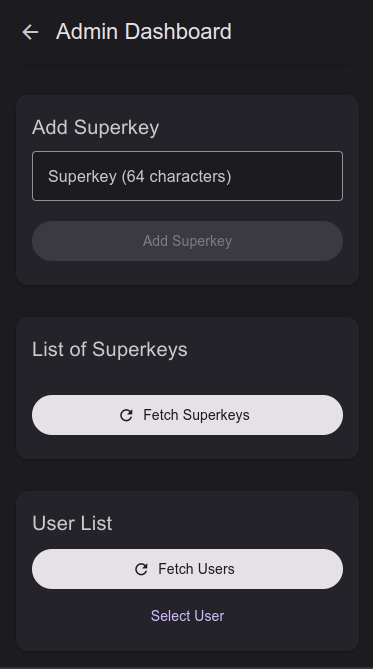 Admin Dashboard
Add Superkey
Superkey (64 characters)
Add Superkey
List of Superkeys
Fetch Superkeys
User List
Fetch Users
Select User